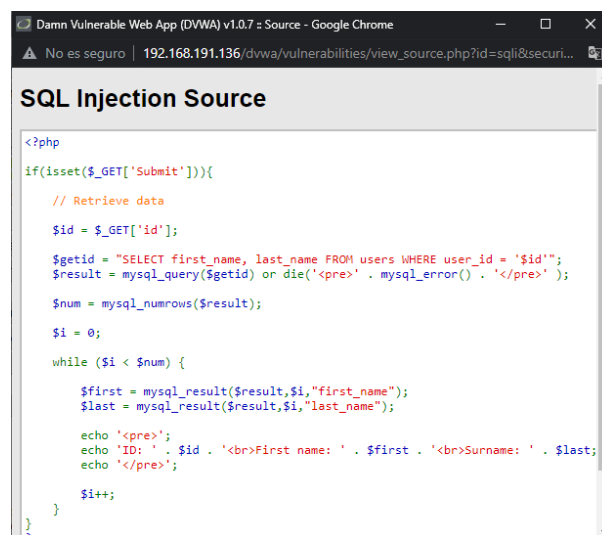 Damn Vulnerable Web App (DVWA) v1.0.7 :: Source - Google Chrome
No es seguro | 192.168.191.136/dvwa/vulnerabilities/view_source.php?id=sqli&securi...
SQL Injection Source
<?php
if(isset($_GET['Submit'])){
// Retrieve data
$id = $_GET['id'];
$getid = "SELECT first_name, last_name FROM users WHERE user_id = '$id'";
$result = mysql_query($getid) or die('<pre>' . mysql_error() . '</pre>' );
$num = mysql_numrows($result);
$i = 0;
while ($i < $num) {
$first = mysql_result($result,$i,"first_name");
$last = mysql_result($result,$i,"last_name");
echo '<pre>';
echo 'ID: ' . $id . '<br>First name: ' . $first . '<br>Surname: ' . $last;
echo '</pre>';
$i++;
}
}